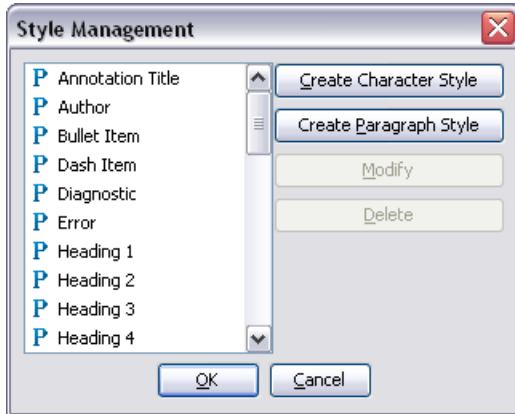 Style Management
P Annotation Title
P Author
P Bullet Item
P Dash Item
P Diagnostic
P Error
P Heading 1
P Heading 2
P Heading 3
P Heading 4
Create Character Style
Create Paragraph Style
Modify
Delete
OK
Cancel